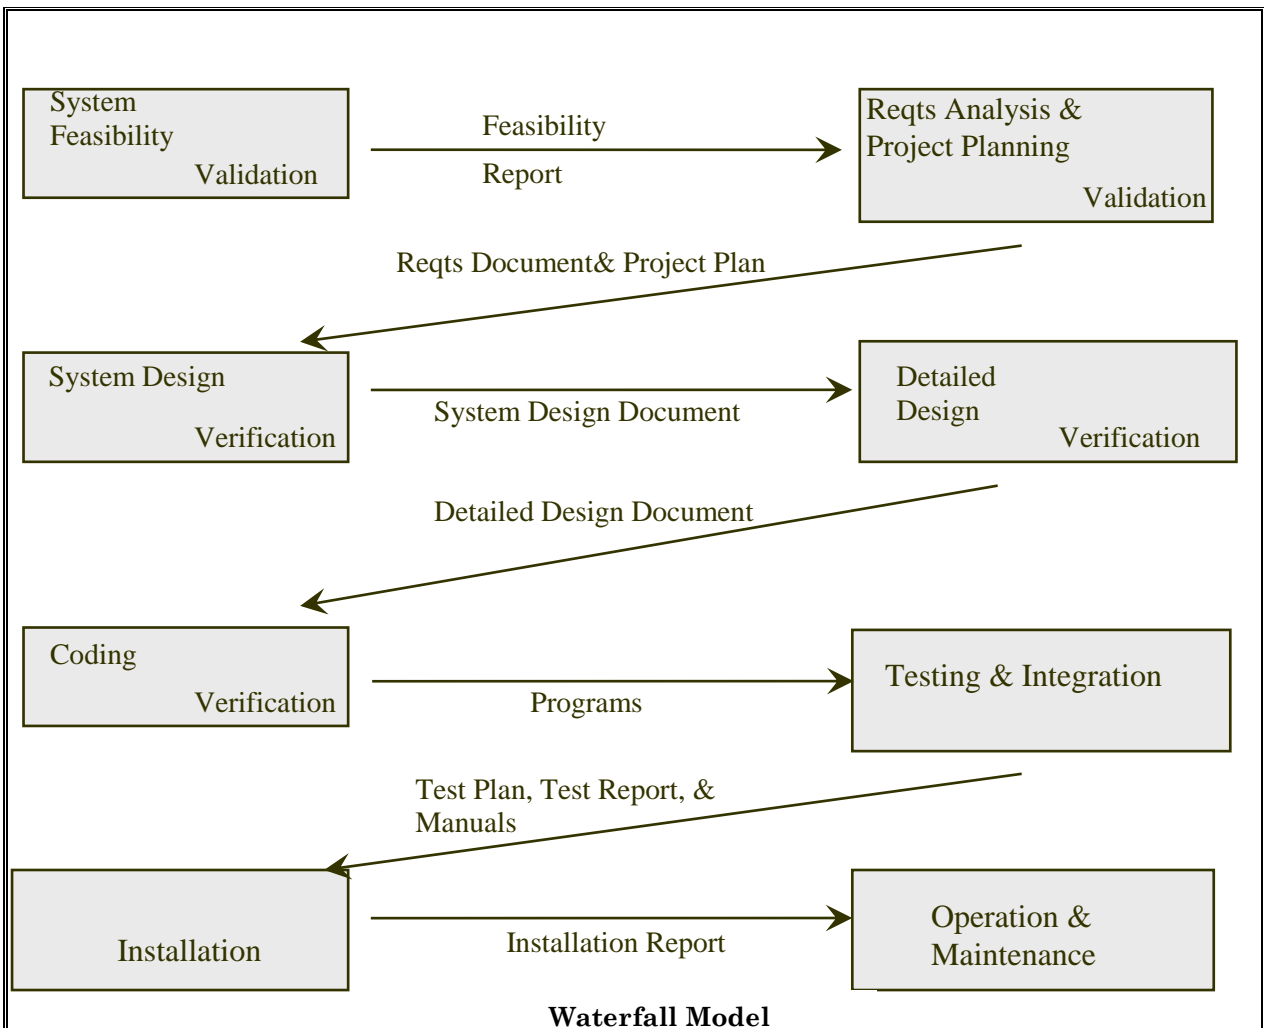 System
Feasibility
Validation
Feasibility
Report
Reqts Analysis &
Project Planning
Validation
Reqts Document& Project Plan
System Design
Verification
System Design Document
Detailed
Design
Verification
Detailed Design Document
Coding
Verification
Programs
Testing & Integration
Test Plan, Test Report, &
Manuals
Installation
Installation Report
Operation &
Maintenance
Waterfall Model